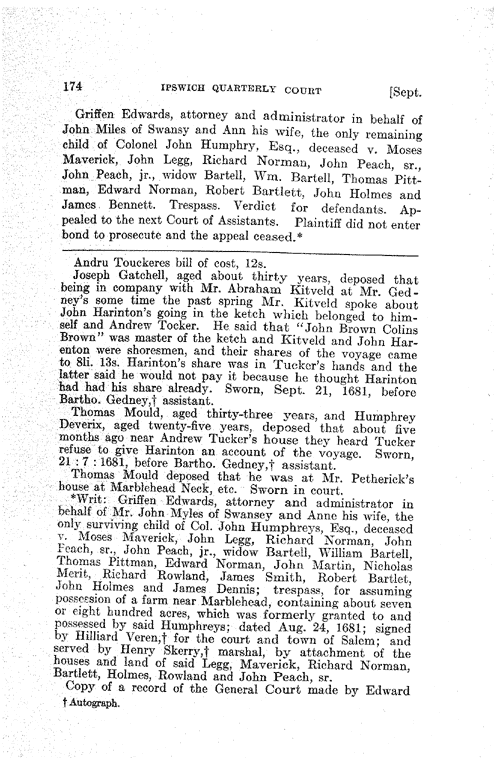 174 IPSWICH QUARTERLY COURT [Sept.
Griffen Edwards, attorney and administrator in behalf of
John Miles of Swansy and Ann his wife, the only remaining
child of Colonel John Humphry, Esq., deceased v. Moses
Maverick, John Legg, Richard Norman, John Peach, sr.,
John Peach, jr., widow Bartell, Wm. Bartell, Thomas Pitt-
man, Edward Norman, Robert Bartlett, John Holmes and
James Bennett. Trespass. Verdict for defendants. Ap-
pealed to the next Court of Assistants. Plaintiff did not enter
bond to prosecute and the appeal ceased.*
Andru Touckeres bill of cost, 12s.
Joseph Gatchell, aged about thirty years, deposed that
being in company with Mr. Abraham Kitveld at Mr. Ged-
ney's some time the past spring Mr. Kitveld spoke about
John Harinton's going in the ketch which belonged to him-
self and Andrew Tocker. He said that "John Brown Colins
Brown" was master of the ketch and Kitveld and John Har-
enton were shoresmen, and their shares of the voyage came
to 8li. 13s. Harinton's share was in Tucker's hands and the
latter said he would not pay it because he thought Harinton
had had his share already. Sworn, Sept. 21, 1681, before
Bartho. Gedney,† assistant.
Thomas Mould, aged thirty-three years, and Humphrey
Deverix, aged twenty-five years, deposed that about five
months ago near Andrew Tucker's house they heard Tucker
refuse to give Harinton an account of the voyage. Sworn,
21 : 7 : 1681, before Bartho. Gedney,† assistant.
Thomas Mould deposed that he was at Mr. Petherick's
house at Marblehead Neck, etc. Sworn in court.
*Writ: Griffen Edwards, attorney and administrator in
behalf of Mr. John Myles of Swansey and Anne his wife, the
only surviving child of Col. John Humphreys, Esq., deceased
v. Moses Maverick, John Legg, Richard Norman, John
Peach, sr., John Peach, jr., widow Bartell, William Bartell,
Thomas Pittman, Edward Norman, John Martin, Nicholas
Merit, Richard Rowland, James Smith, Robert Bartlet,
John Holmes and James Dennis; trespass, for assuming
possession of a farm near Marblehead, containing about seven
or eight hundred acres, which was formerly granted to and
possessed by said Humphreys; dated Aug. 24, 1681; signed
by Hilliard Veren,† for the court and town of Salem; and
served by Henry Skerry,† marshal, by attachment of the
houses and land of said Legg, Maverick, Richard Norman,
Bartlett, Holmes, Rowland and John Peach, sr.
Copy of a record of the General Court made by Edward
† Autograph.